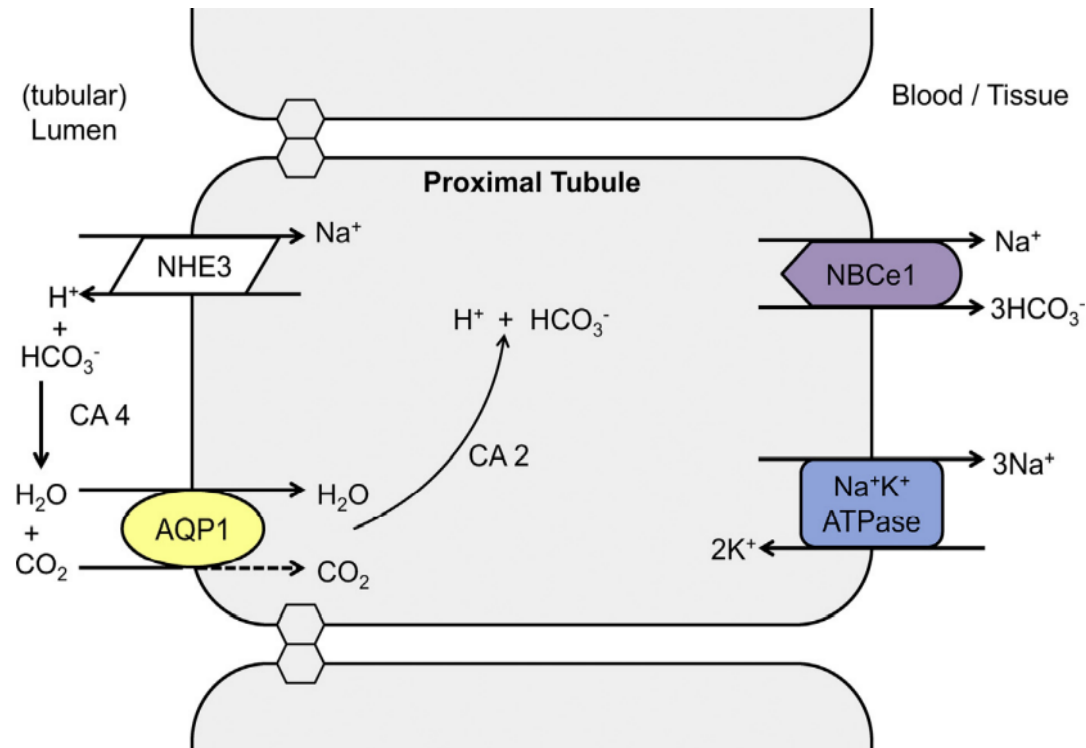 (tubular)
Lumen
Blood / Tissue
Proximal Tubule
Na⁺
NHE3
H⁺
+
HCO₃⁻
CA 4
H₂O
+
CO₂
AQP1
H₂O
CO₂
CA 2
H⁺ + HCO₃⁻
Na⁺
NBCe1
3HCO₃⁻
3Na⁺
Na⁺K⁺
ATPase
2K⁺